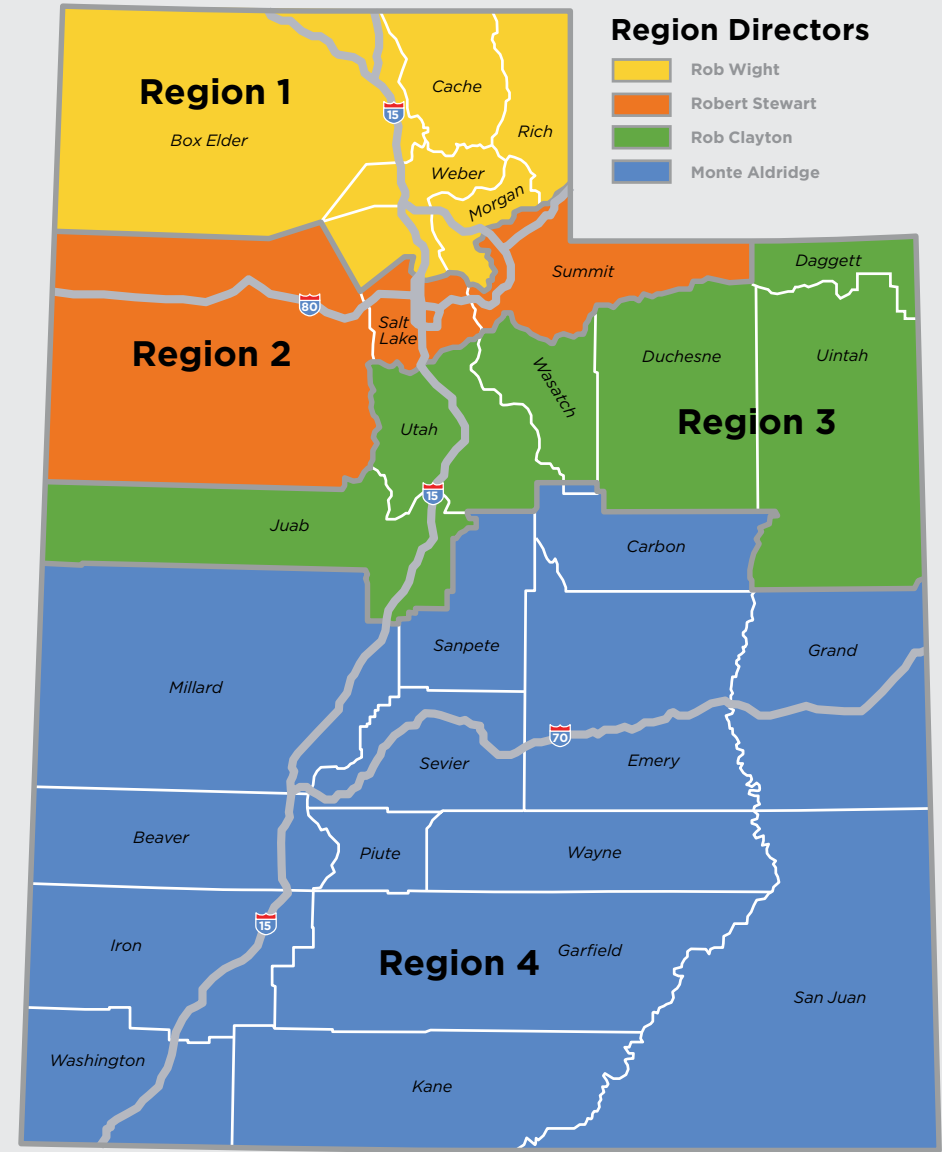 Region Directors
Rob Wight
Robert Stewart
Rob Clayton
Monte Aldridge
Region 1
Cache
15
Box Elder
Rich
Weber
Morgan
Daggett
Summit
80
Salt
Lake
Region 2
Wasatch
Duchesne
Uintah
Region 3
Utah
15
Juab
Carbon
Sanpete
Grand
Millard
70
Sevier
Emery
Beaver
Piute
Wayne
15
Iron
Region 4
Garfield
San Juan
Washington
Kane